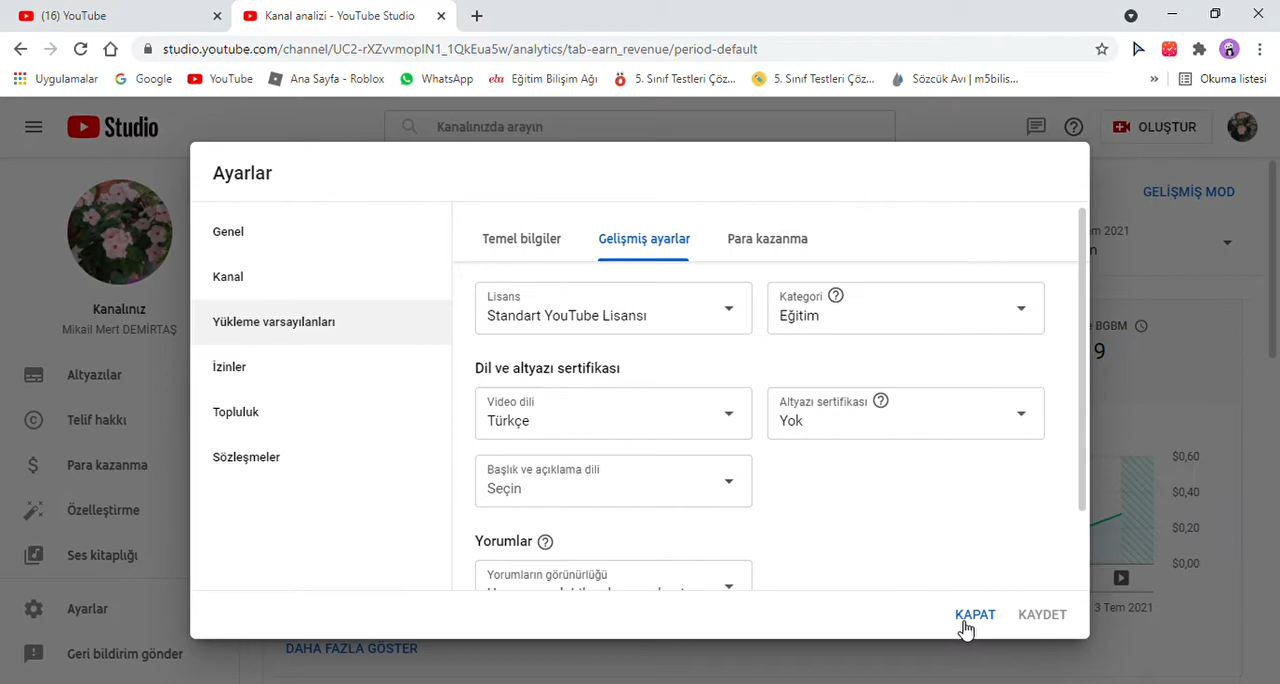 (16) YouTube
Kanal analizi - YouTube Studio
studio.youtube.com/channel/UC2-rXZvvmopIN1_1QkEua5w/analytics/tab-earn_revenue/period-default
Uygulamalar
Google
YouTube
Ana Sayfa - Roblox
WhatsApp
eba Eğitim Bilişim Ağı
5. Sınıf Testleri Çöz...
5. Sınıf Testleri Çöz...
Sözcük Avı | m5bilis...
»
Okuma listesi
Studio
Kanalınızda arayın
OLUŞTUR
Ayarlar
GELİŞMİŞ MOD
Genel
Temel bilgiler
Gelişmiş ayarlar
Para kazanma
2021
Kanal
Lisans
Standart YouTube Lisansı
Kategori
Eğitim
Kanalınız
Mikail Mert DEMİRTAŞ
Yükleme varsayılanları
BGBM
9
İzinler
Dil ve altyazı sertifikası
Altyazılar
Video dili
Türkçe
Altyazı sertifikası
Yok
Topluluk
Telif hakkı
Sözleşmeler
Başlık ve açıklama dili
Seçin
$0,60
Para kazanma
$0,40
Özelleştirme
$0,20
Yorumlar
Ses kitaplığı
$0,00
Yorumların görünürlüğü
Ayarlar
KAPAT
KAYDET
3 Tem 2021
Geri bildirim gönder
DAHA FAZLA GÖSTER